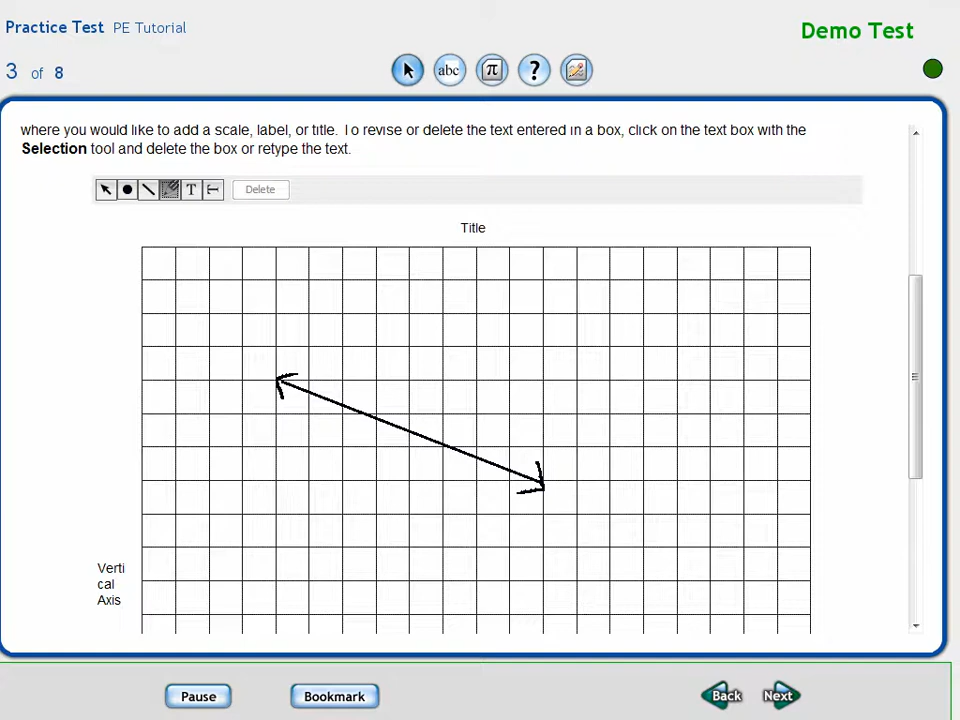 Practice Test PE Tutorial
Demo Test
3 of 8
abc π ?
where you would like to add a scale, label, or title. To revise or delete the text entered in a box, click on the text box with the
Selection tool and delete the box or retype the text.
T Delete
Title
Verti
cal
Axis
Pause Bookmark Back Next